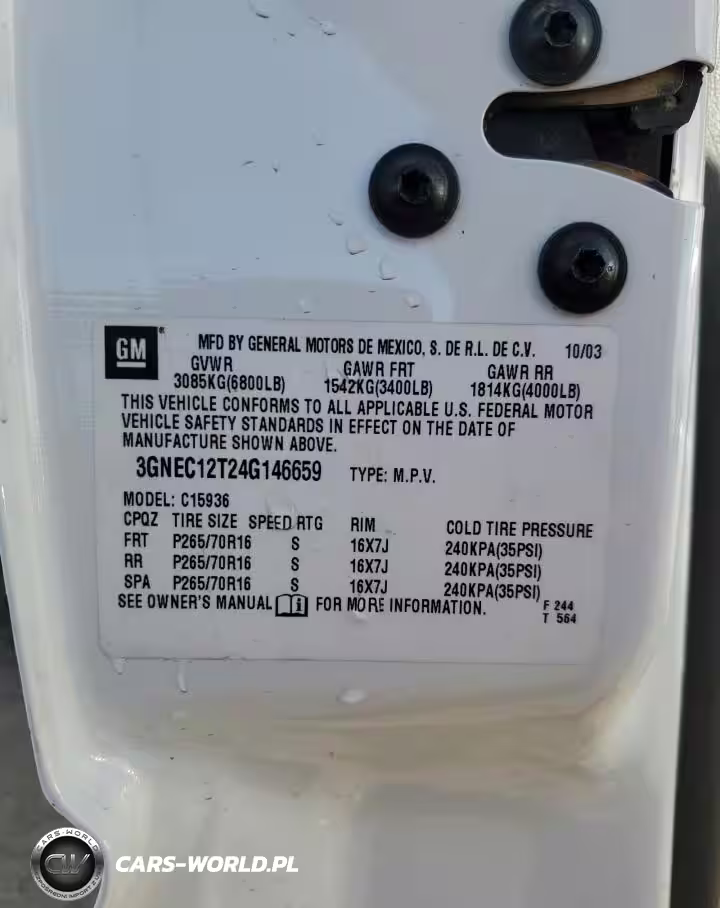 GM
MFD BY GENERAL MOTORS DE MEXICO, S. DE R.L. DE C.V. 10/03
GVWR GAWR FRT GAWR RR
3085KG(6800LB) 1542KG(3400LB) 1814KG(4000LB)
THIS VEHICLE CONFORMS TO ALL APPLICABLE U.S. FEDERAL MOTOR
VEHICLE SAFETY STANDARDS IN EFFECT ON THE DATE OF
MANUFACTURE SHOWN ABOVE.
3GNEC12T24G146659 TYPE: M.P.V.
MODEL: C15936
CPQZ TIRE SIZE SPEED RTG RIM COLD TIRE PRESSURE
FRT P265/70R16 S 16X7J 240KPA(35PSI)
RR P265/70R16 S 16X7J 240KPA(35PSI)
SPA P265/70R16 S 16X7J 240KPA(35PSI)
SEE OWNER'S MANUAL i FOR MORE INFORMATION.
F 244
T 564
CARS-WORLD
CW
CARS-WORLD.PL